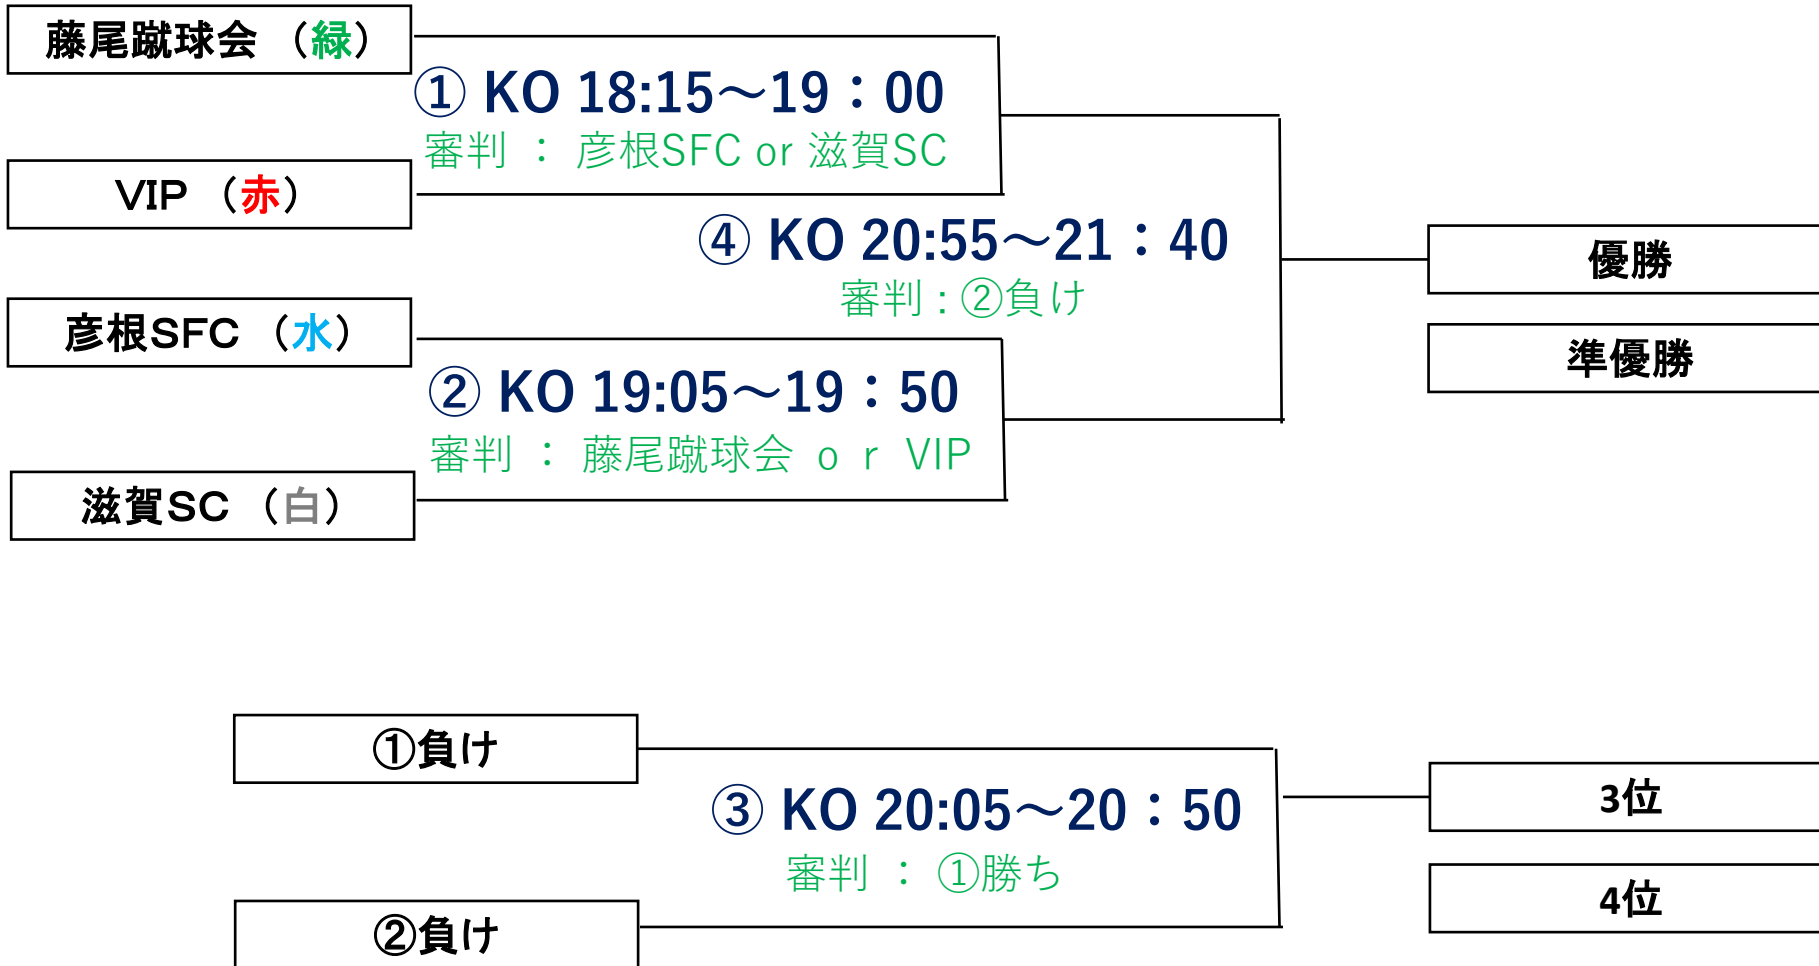 藤尾蹴球会 （緑）
① KO 18:15～19：00
審判 ： 彦根SFC or 滋賀SC
VIP （赤）
④ KO 20:55～21：40
審判：②負け
優勝
彦根SFC （水）
準優勝
② KO 19:05～19：50
審判 ： 藤尾蹴球会 ｏｒ VIP
滋賀SC （白）
①負け
③ KO 20:05～20：50
審判 ： ①勝ち
3位
4位
②負け